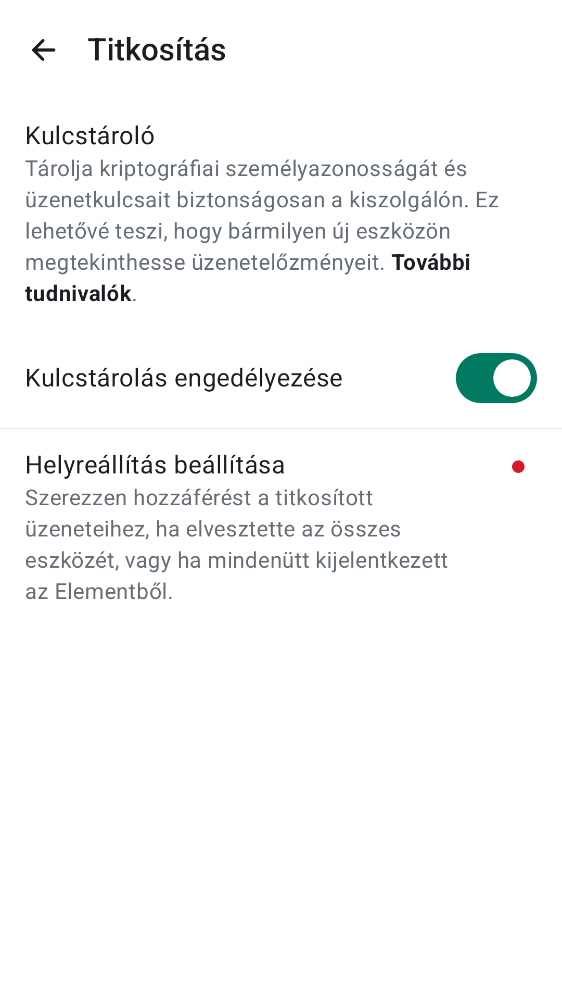 Titkosítás
Kulcstároló
Tárolja kriptográfiai személyazonosságát és
üzenetkulcsait biztonságosan a kiszolgálón. Ez
lehetővé teszi, hogy bármilyen új eszközön
megtekinthesse üzenetelőzményeit. További
tudnivalók.
Kulcstárolás engedélyezése
Helyreállítás beállítása
Szerezzen hozzáférést a titkosított
üzeneteihez, ha elvesztette az összes
eszközét, vagy ha mindenütt kijelentkezett
az Elementből.